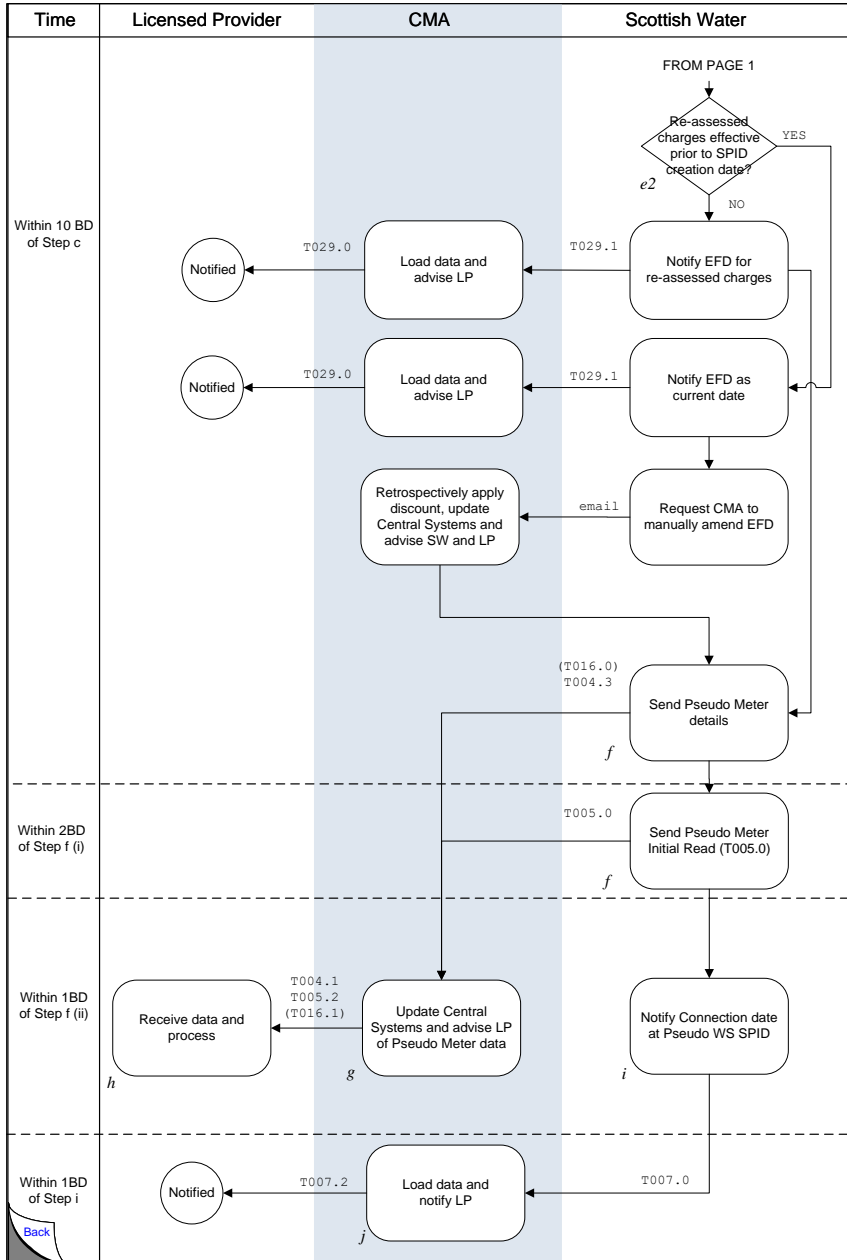 Time
Licensed Provider
CMA
Scottish Water
FROM PAGE 1
Re-assessed
charges effective
prior to SPID
creation date?
YES
e2
NO
Within 10 BD
of Step c
Notified
T029.0
Load data and
advise LP
T029.1
Notify EFD for
re-assessed charges
Notified
T029.0
Load data and
advise LP
T029.1
Notify EFD as
current date
Retrospectively apply
discount, update
Central Systems and
advise SW and LP
email
Request CMA to
manually amend EFD
(T016.0)
T004.3
Send Pseudo Meter
details
f
Within 2BD
of Step f (i)
T005.0
Send Pseudo Meter
Initial Read (T005.0)
f
Within 1BD
of Step f (ii)
Receive data and
process
h
T004.1
T005.2
(T016.1)
Update Central
Systems and advise LP
of Pseudo Meter data
g
Notify Connection date
at Pseudo WS SPID
i
Within 1BD
of Step i
Notified
T007.2
Load data and
notify LP
j
T007.0
Back